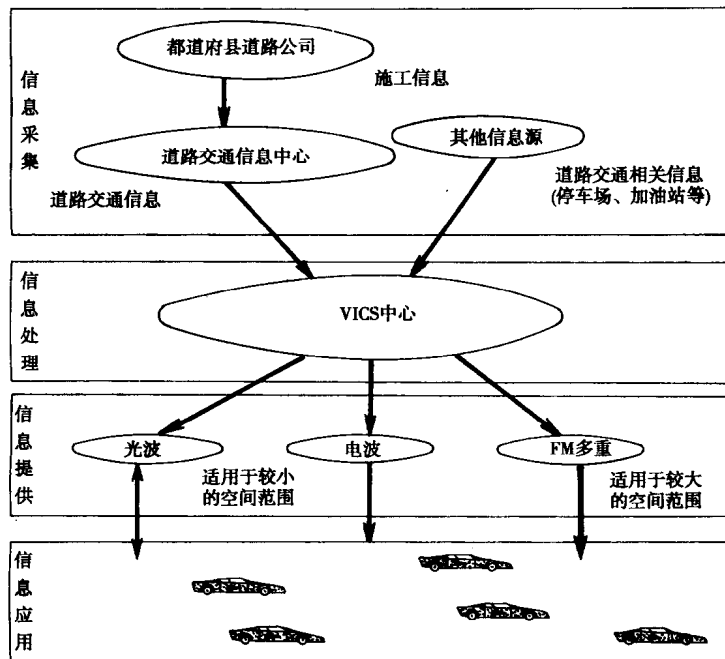 信息采集
都道府县道路公司
施工信息
道路交通信息中心
其他信息源
道路交通信息
道路交通相关信息
(停车场、加油站等)
信息处理
VICS中心
信息提供
光波
电波
FM多重
适用于较小
的空间范围
适用于较大
的空间范围
信息应用